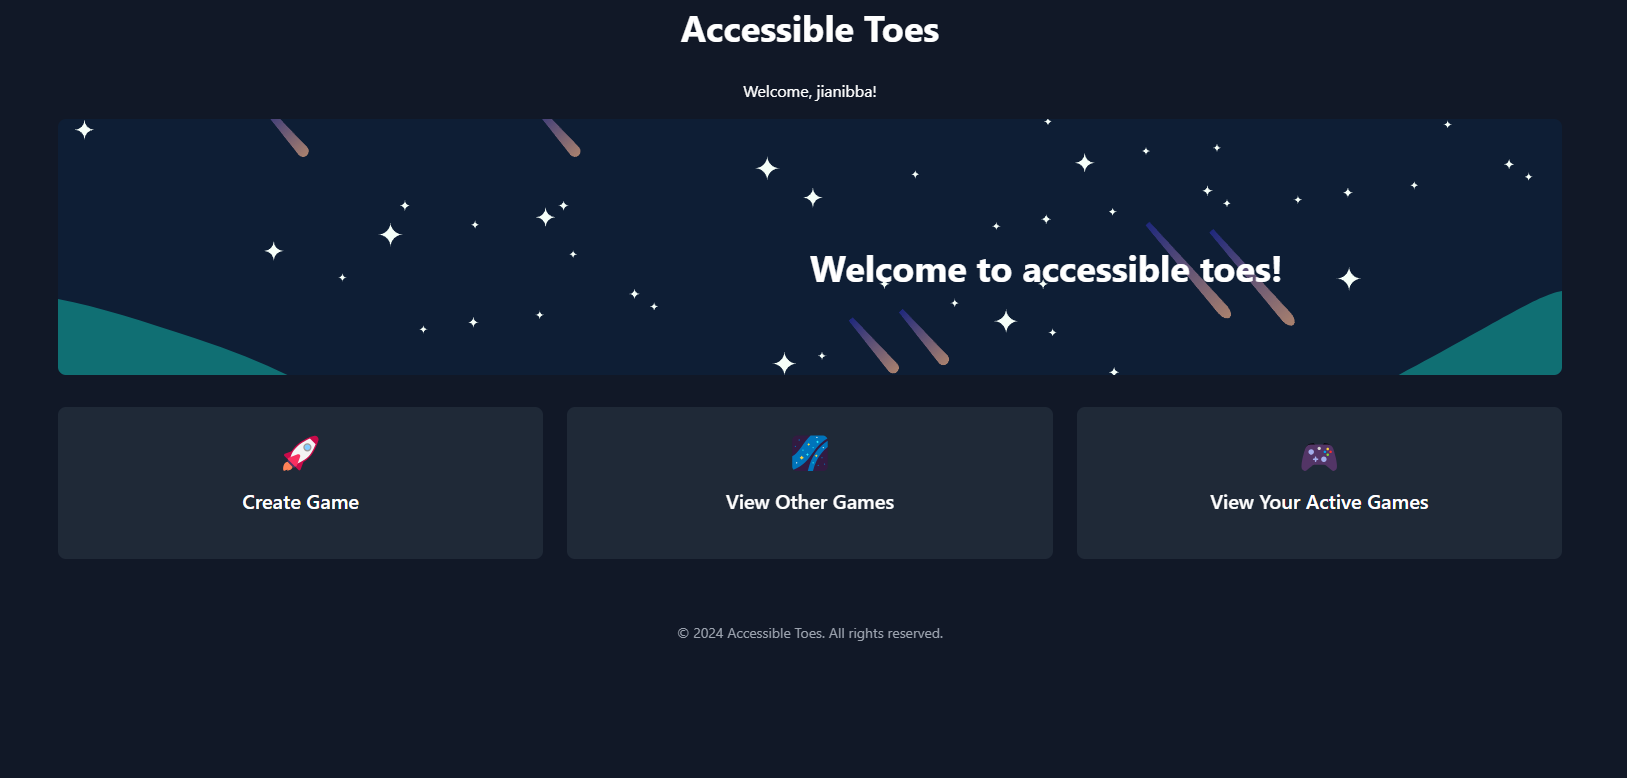 Accessible Toes
Welcome, jianibba!
Welcome to accessible toes!
Create Game
View Other Games
View Your Active Games
© 2024 Accessible Toes. All rights reserved.